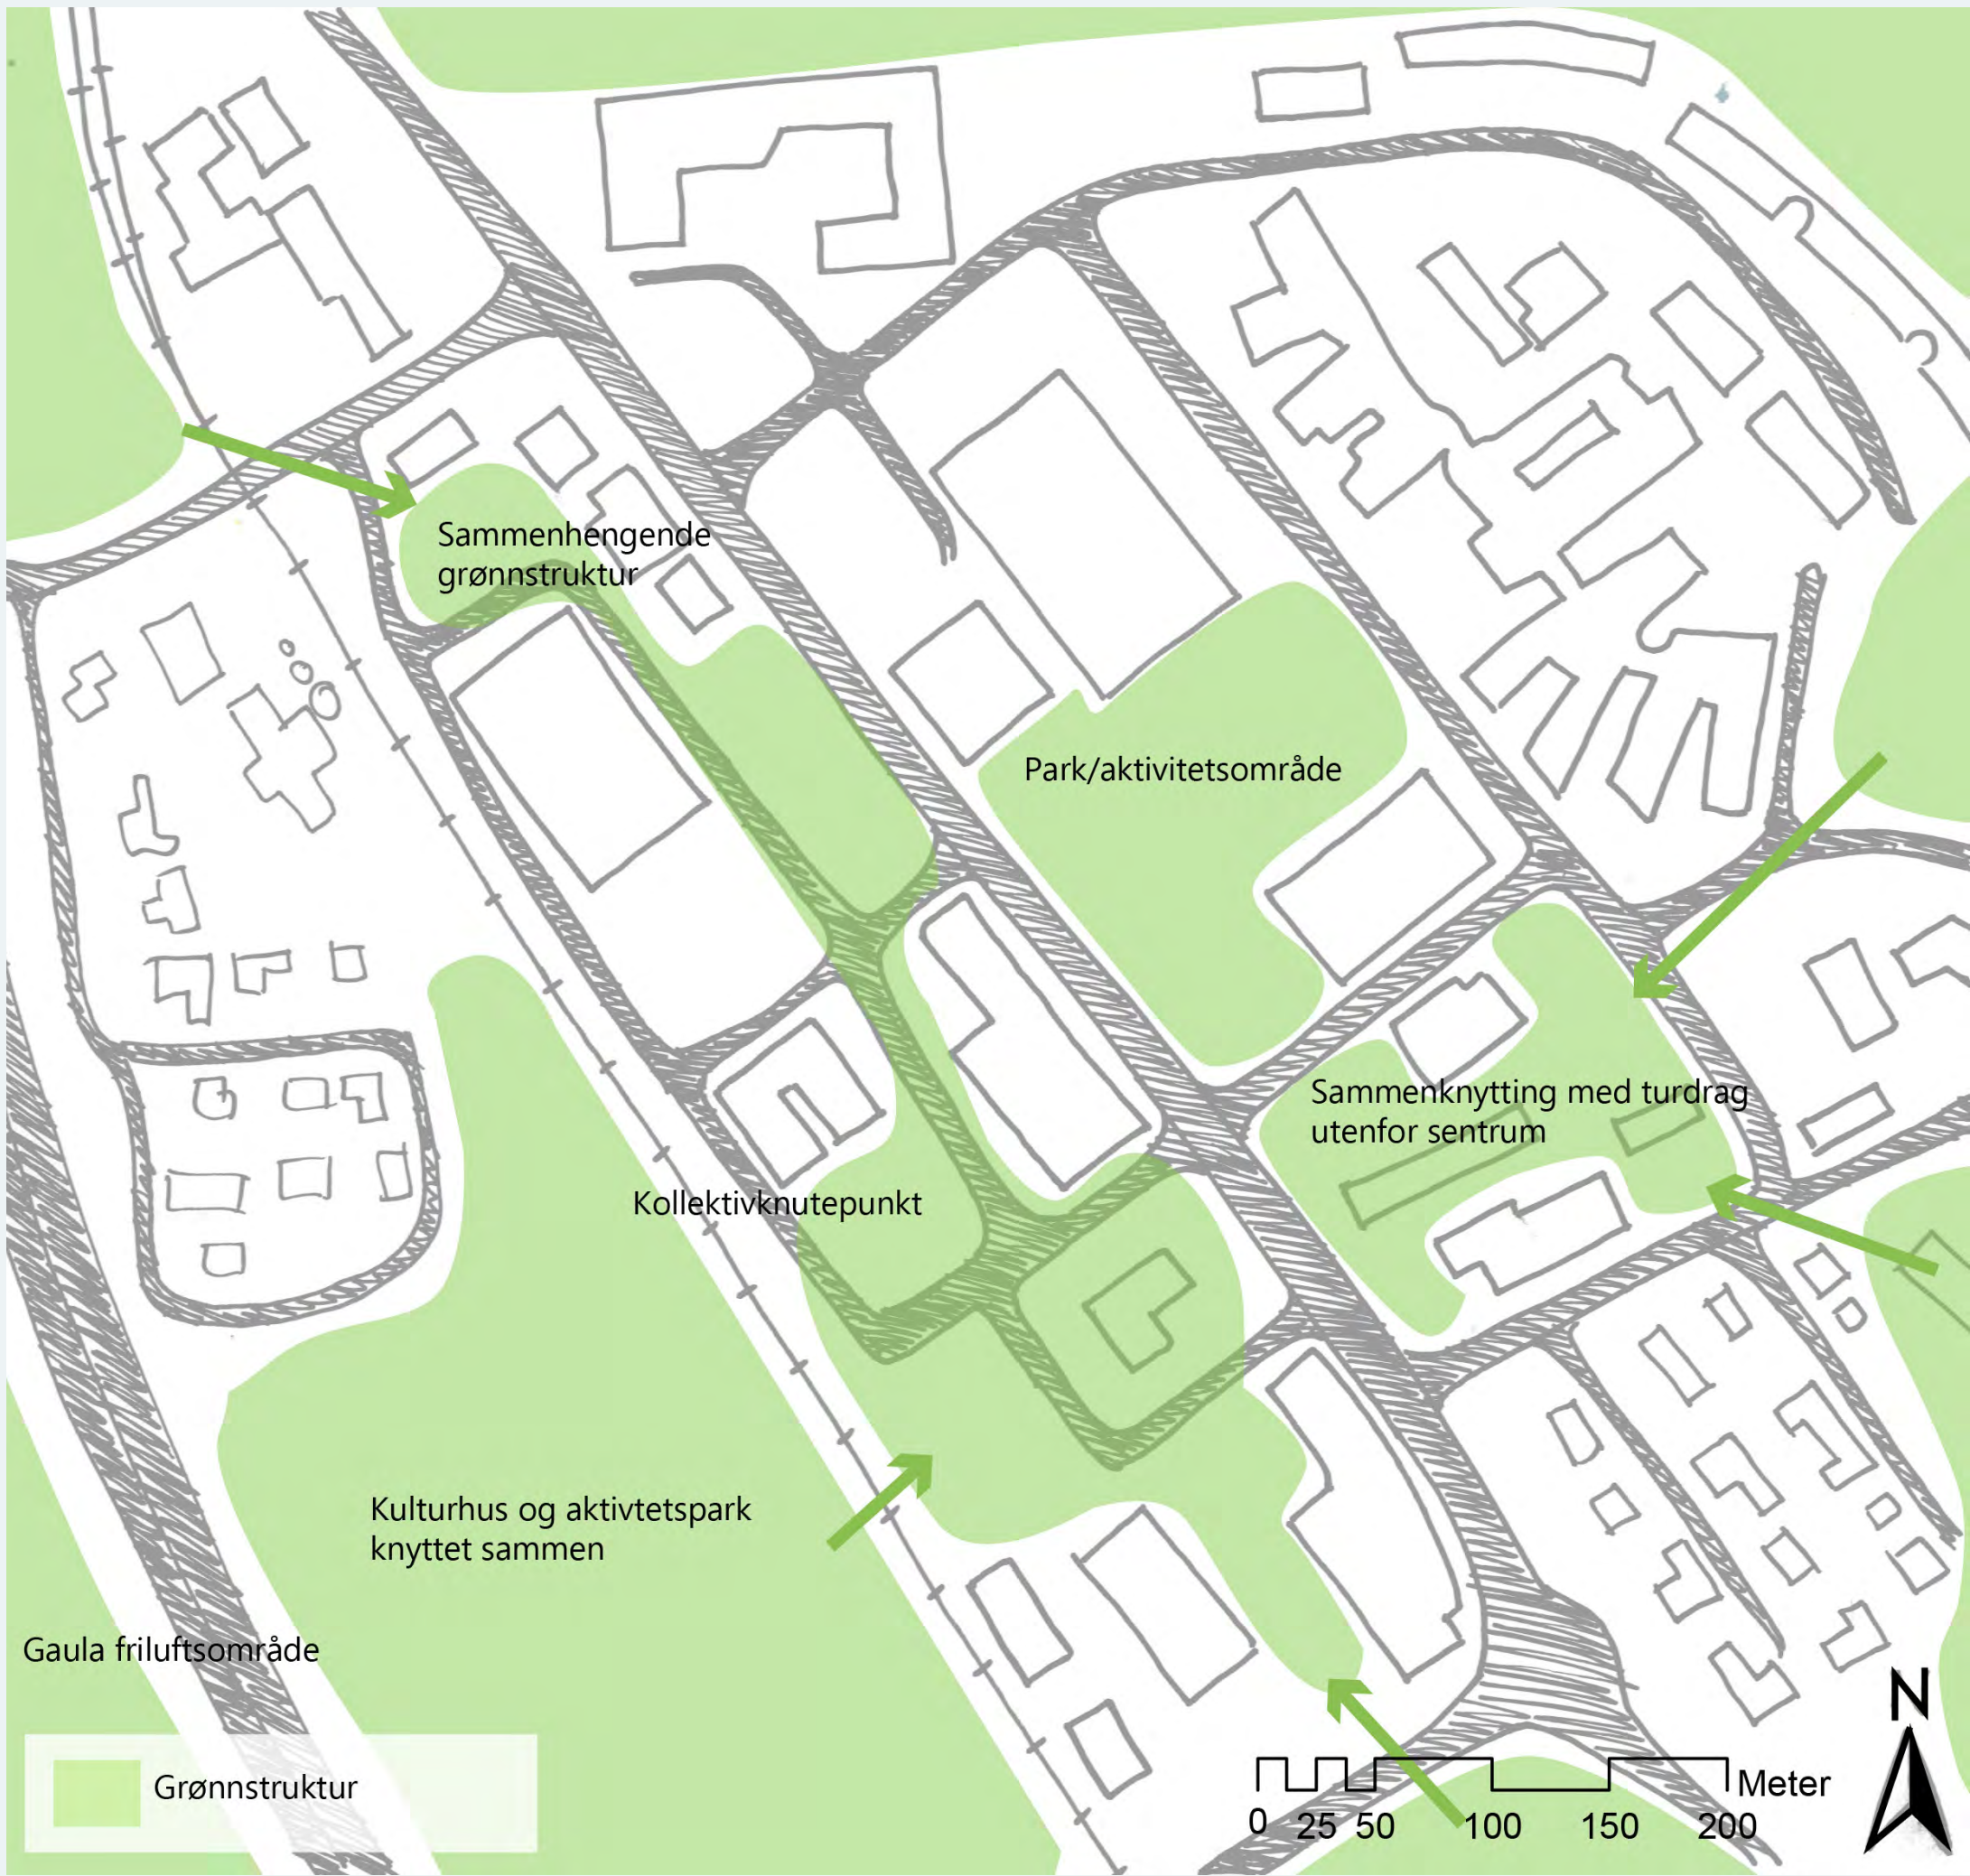 Sammenhengende
grønnstruktur
Park/aktivitetsområde
Sammenknytting med turdrag
utenfor sentrum
Kollektivknutepunkt
Kulturhus og aktivtetspark
knyttet sammen
Gaula friluftsområde
Grønnstruktur
N
Meter
0 25 50 100 150 200